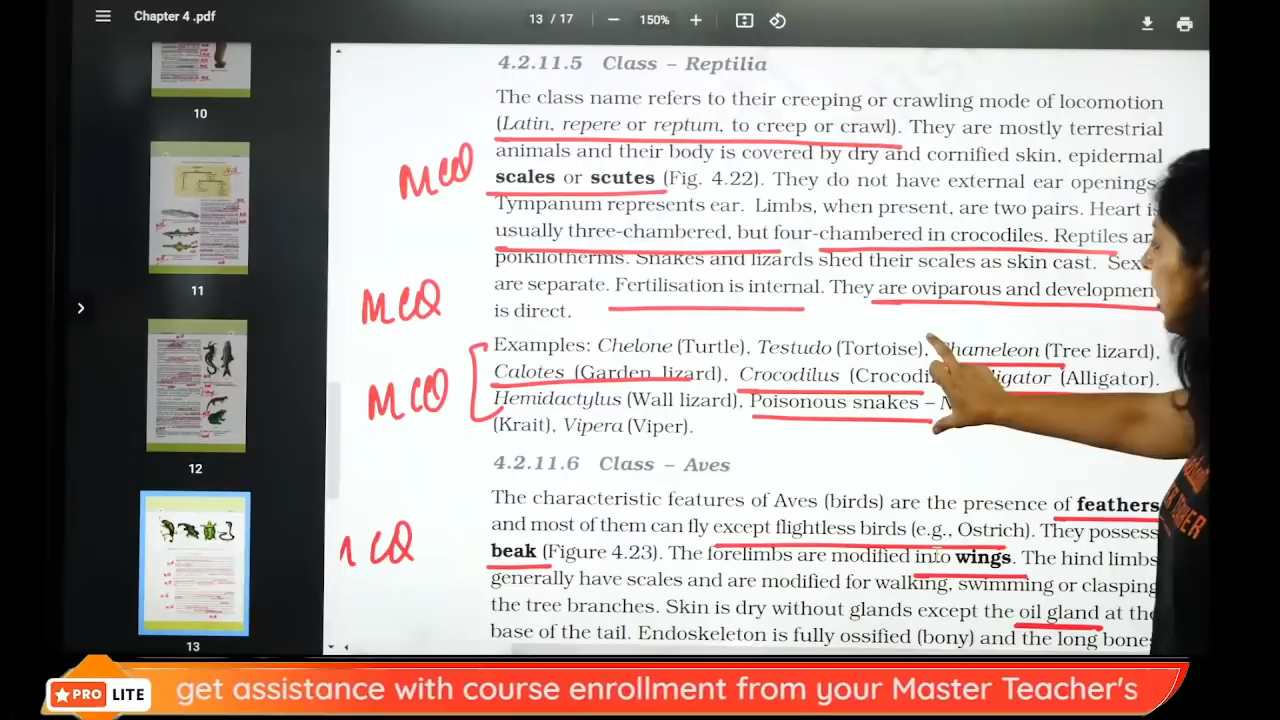 Chapter 4 .pdf
13 / 17
150%
10
11
12
13
MCQ
MCQ
MCQ
MCQ
4.2.11.5 Class – Reptilia
The class name refers to their creeping or crawling mode of locomotion
(Latin, repere or reptum, to creep or crawl). They are mostly terrestrial
animals and their body is covered by dry and cornified skin, epidermal
scales or scutes (Fig. 4.22). They do not have external ear openings.
Tympanum represents ear. Limbs, when present, are two pairs. Heart is
usually three-chambered, but four-chambered in crocodiles. Reptiles are
poikilotherms. Snakes and lizards shed their scales as skin cast. Sex
are separate. Fertilisation is internal. They are oviparous and developmen
is direct.
Examples: Chelone (Turtle), Testudo (Tortoise), Chameleon (Tree lizard),
Calotes (Garden lizard), Crocodilus (Crocodi ligator (Alligator).
Hemidactylus (Wall lizard), Poisonous snakes – N
(Krait), Vipera (Viper).
4.2.11.6 Class – Aves
The characteristic features of Aves (birds) are the presence of feathers
and most of them can fly except flightless birds (e.g., Ostrich). They possess
beak (Figure 4.23). The forelimbs are modified into wings. The hind limbs
generally have scales and are modified for walking, swimming or clasping
the tree branches. Skin is dry without glands except the oil gland at the
base of the tail. Endoskeleton is fully ossified (bony) and the long bones
PRO LITE
get assistance with course enrollment from your Master Teacher's